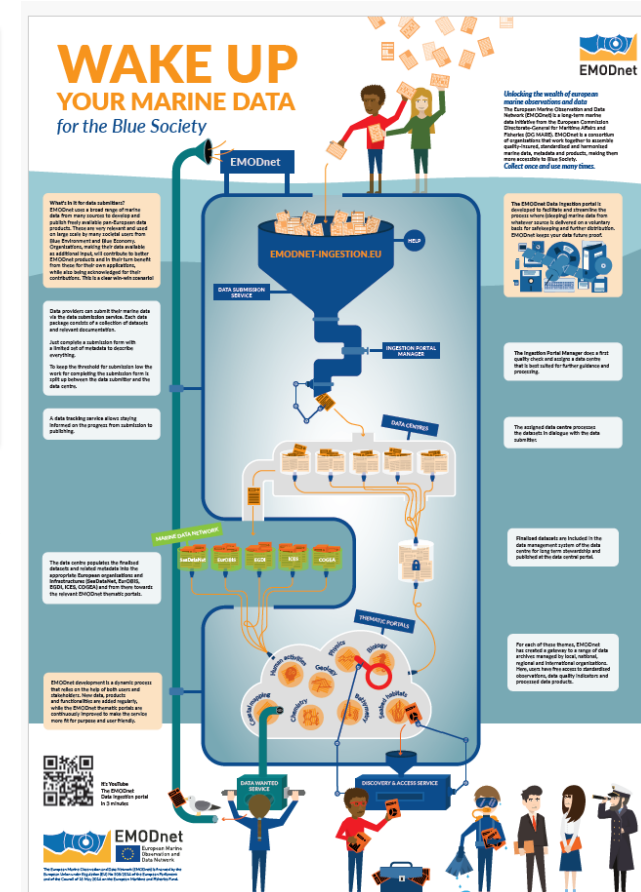 WAKE UP
YOUR MARINE DATA
for the Blue Society
EMODnet
Unlocking the wealth of european
marine observations and data
The European Marine Observation and Data
Network (EMODnet) is a long-term marine
data initiative from the European Commission
Directorate-General for Maritime Affairs and
Fisheries (DG MARE). EMODnet is a consortium
of organisations that work together to assemble
quality-insured, standardised and harmonised
marine data, metadata and products, making them
more accessible to Blue Society.
Collect once and use many times.
EMODnet
What's in it for data submitters?
EMODnet uses a broad range of marine
data from many sources to develop and
publish freely available pan-European data
products. These are very relevant and used
on large scale by many societal users from
Blue Environment and Blue Economy.
Organisations, making their data available
as additional input, will contribute to better
EMODnet products and in their turn benefit
from these for their own applications,
while also being acknowledged for their
contributions. This is a clear win-win scenario!
The EMODnet Data Ingestion portal is
developed to facilitate and streamline the
process where (sleeping) marine data from
whatever source is delivered on a voluntary
basis for safekeeping and further distribution.
EMODnet keeps your data future proof.
EMODNET-INGESTION.EU
HELP
DATA SUBMISSION
SERVICE
Data providers can submit their marine data
via the data submission service. Each data
package consists of a collection of datasets
and relevant documentation.
Just complete a submission form with
a limited set of metadata to describe
everything.
To keep the threshold for submission low the
work for completing the submission form is
split up between the data submitter and the
data centre.
INGESTION PORTAL
MANAGER
The Ingestion Portal Manager does a first
quality check and assigns a data centre
that is best suited for further guidance and
processing.
A data tracking service allows staying
informed on the progress from submission to
publishing.
DATA CENTRES
The assigned data centre processes
the datasets in dialogue with the data
submitter.
MARINE DATA NETWORK
SeaDataNet
EurOBIS
EGDI
ICES
COGEA
Finalised datasets are included in the
data management system of the data
centre for long term stewardship and
published at the data central portal.
The data centre populates the finalised
datasets and related metadata into the
appropriate European organisations and
infrastructures (SeaDataNet, EurOBIS,
EGDI, ICES, COGEA) and from there towards
the relevant EMODnet thematic portals.
THEMATIC PORTALS
Physics
Biology
Human activities
Geology
Coastal mapping
Chemistry
Bathymetry
Seabed habitats
For each of these themes, EMODnet
has created a gateway to a range of data
archives managed by local, national,
regional and international organisations.
Here, users have free access to standardised
observations, data quality indicators and
processed data products.
EMODnet development is a dynamic process
that relies on the help of both users and
stakeholders. New data, products
and functionalities are added regularly,
while the EMODnet thematic portals are
continuously improved to make the service
more fit for purpose and user friendly.
It's YouTube
The EMODnet
Data Ingestion portal
in 3 minutes
DATA WANTED
SERVICE
DISCOVERY & ACCESS SERVICE
EMODnet
European Marine
Observation and
Data Network